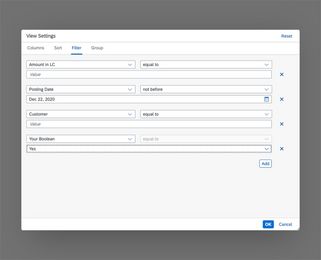 View Settings Reset
Columns Sort Filter Group
Amount in LC equal to
Value
Posting Date not before
Dec 22, 2020
Customer equal to
Value
Your Boolean equal to
Yes
Add
OK Cancel